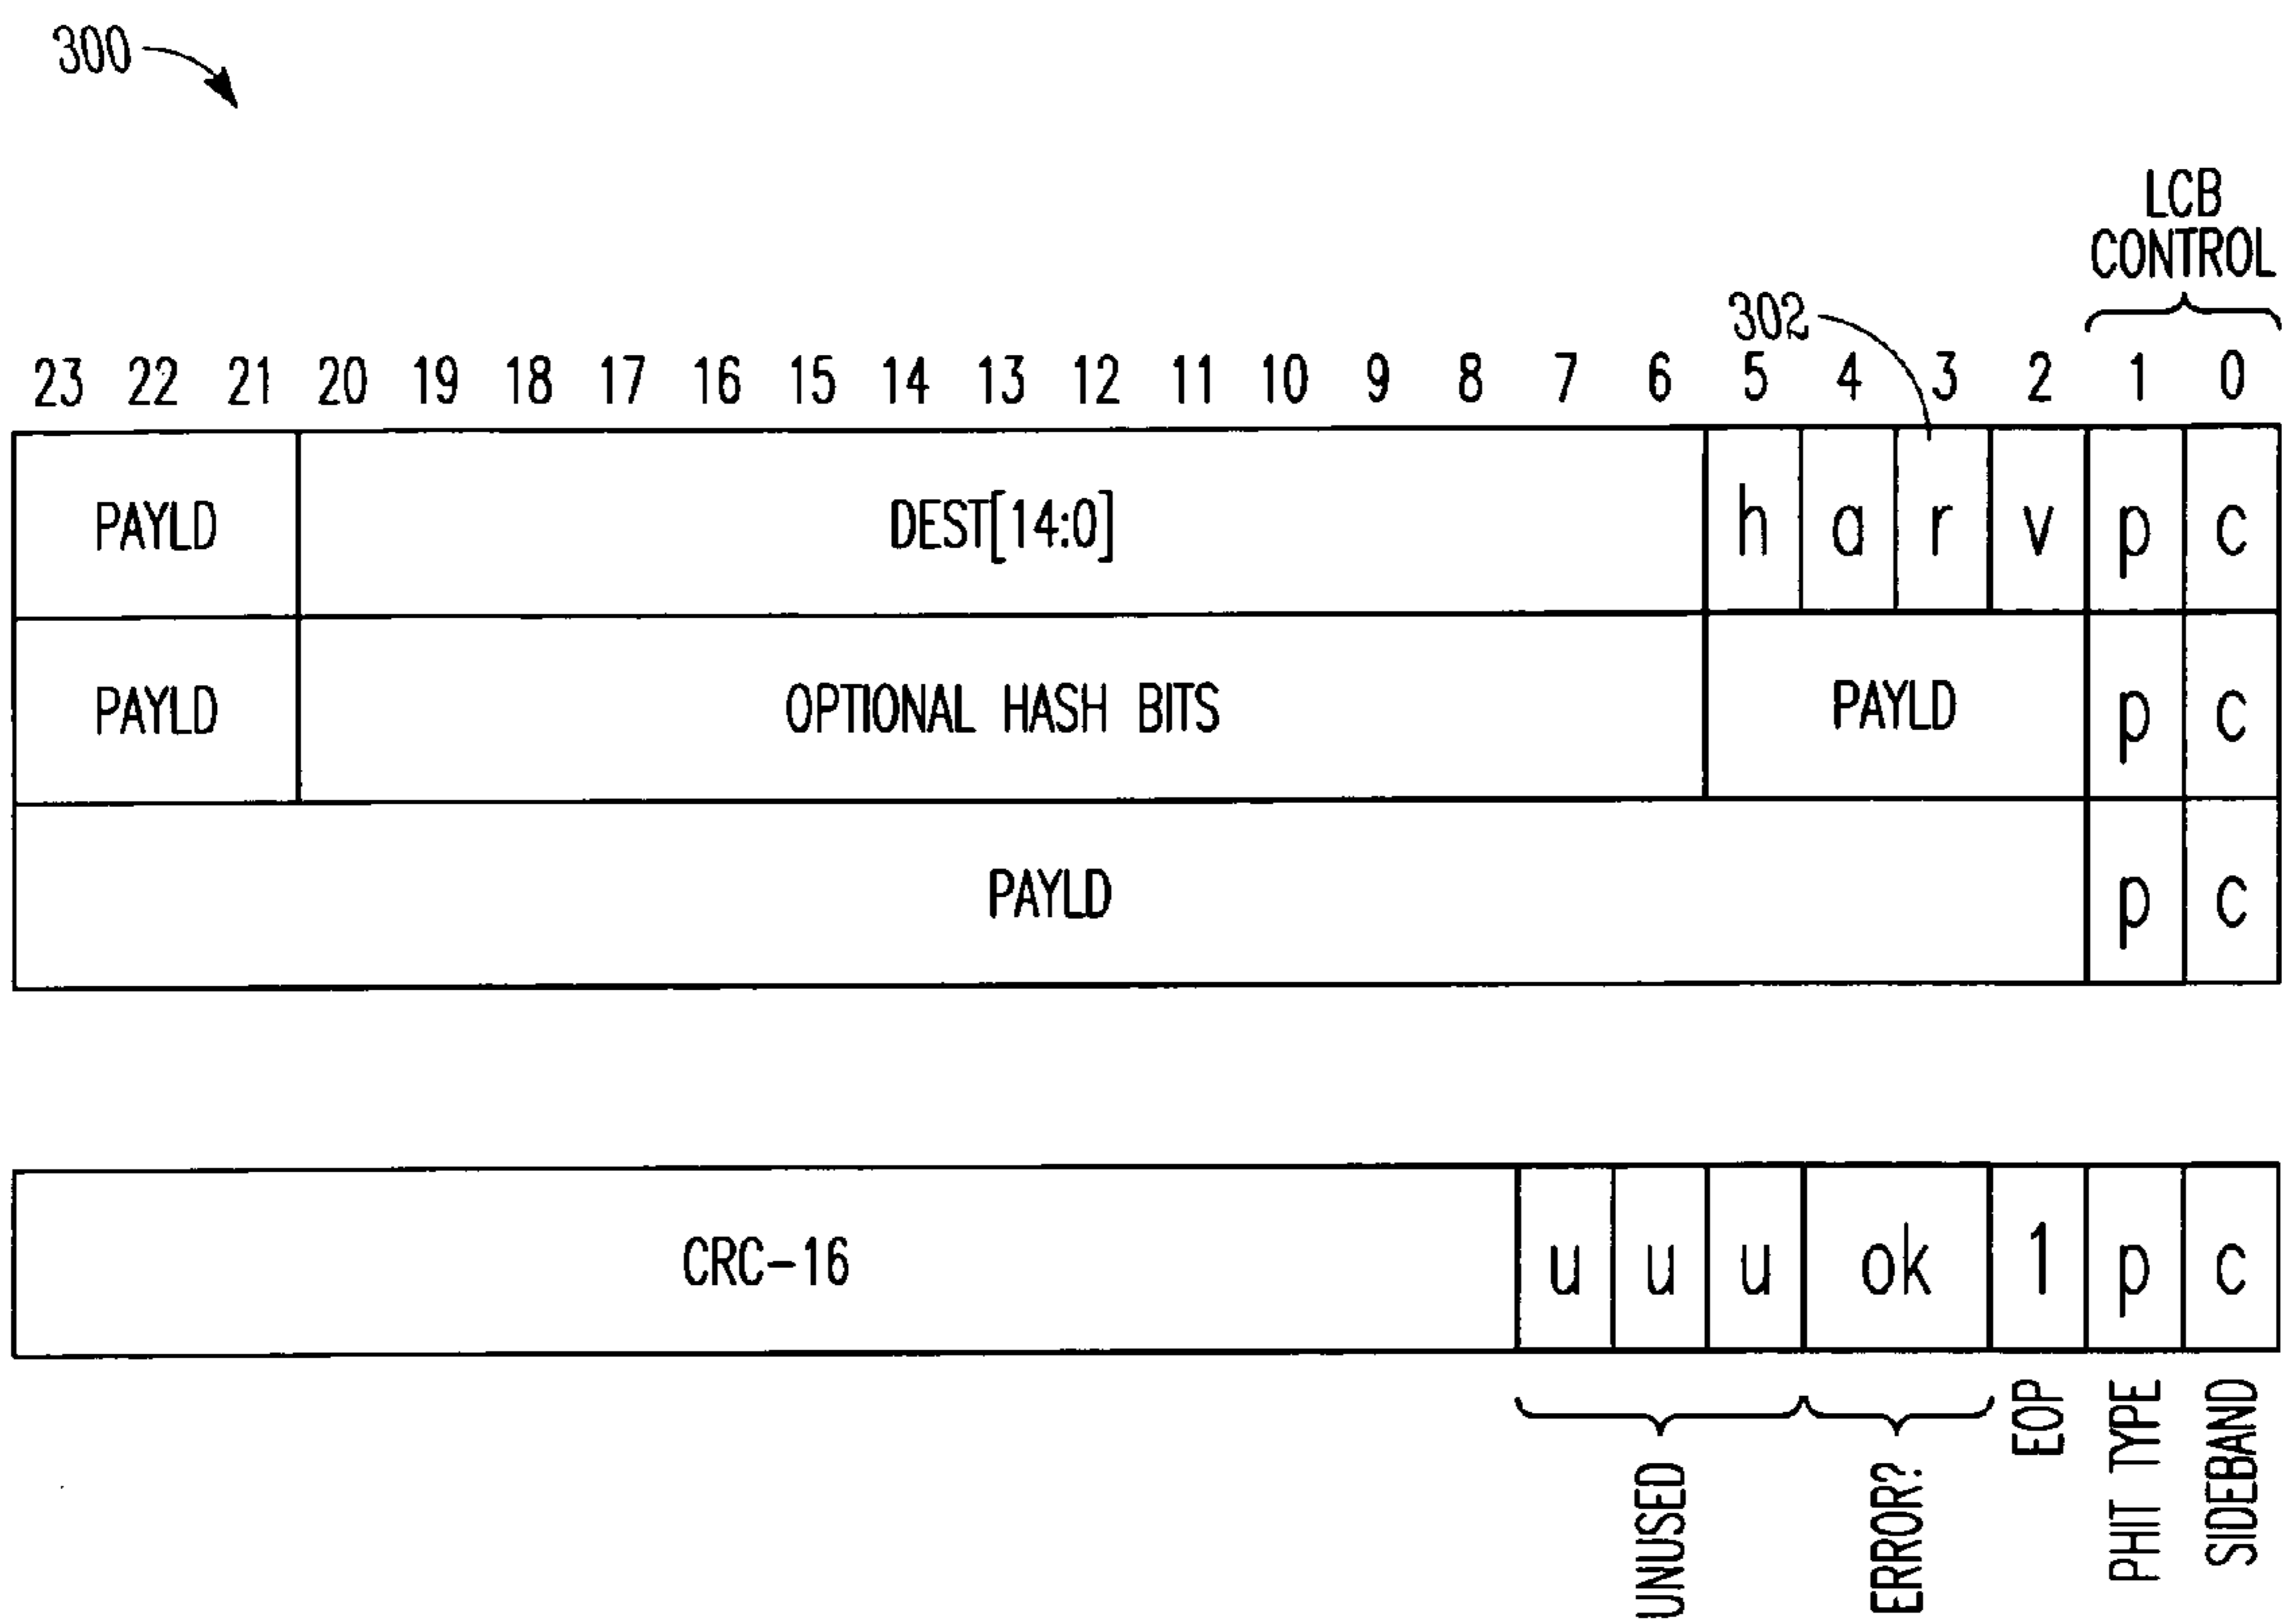 300
LCB
CONTROL
302
23 22 21 20 19 18 17 16 15 14 13 12 11 10 9 8 7 6 5 4 3 2 1 0
PAYLD DEST[14:0] h a r v p c
PAYLD OPTIONAL HASH BITS PAYLD p c
PAYLD p c
CRC-16 u u u ok 1 p c
UNUSED
ERROR?
EOP
PHIT TYPE
SIDEBAND